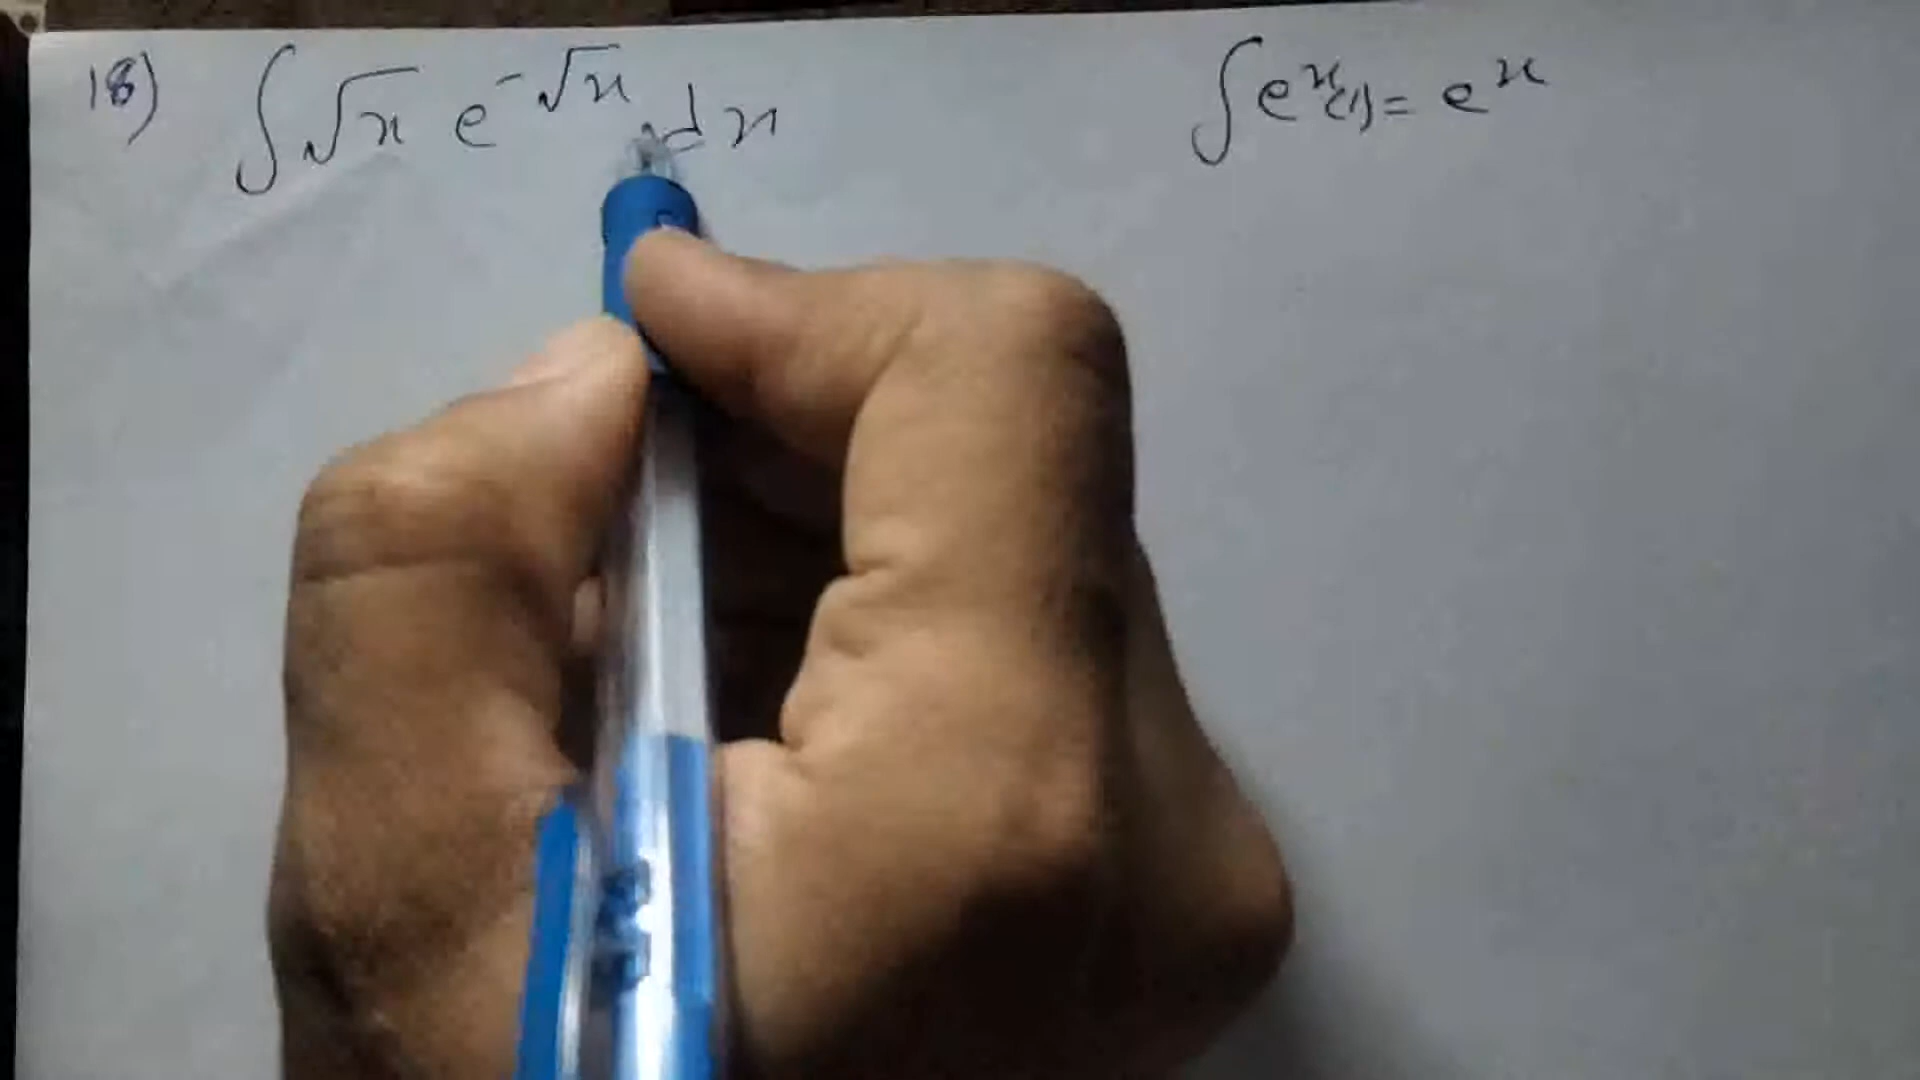 18) ∫√x e^-√x dx
∫e^x(1) = e^x